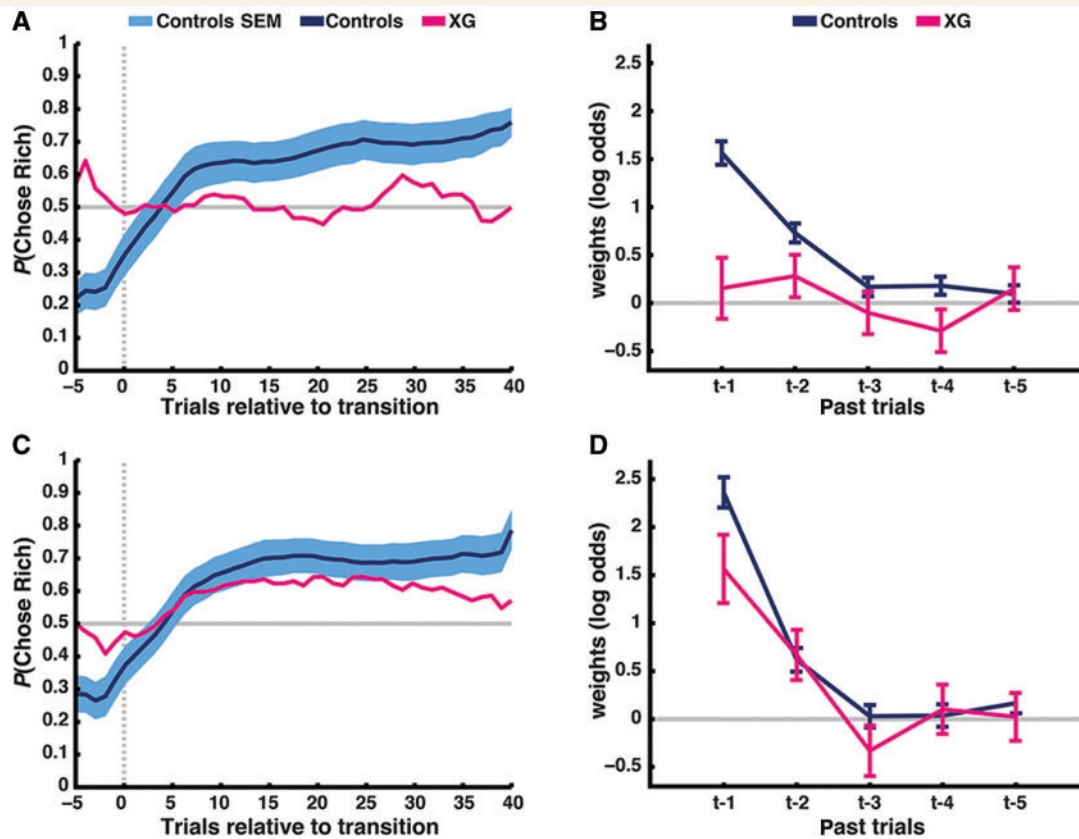 A
Controls SEM Controls XG
1
0.9
0.8
0.7
0.6
0.5
0.4
0.3
0.2
0.1
0
P(Chose Rich)
–5 0 5 10 15 20 25 30 35 40
Trials relative to transition
B
Controls XG
2.5
2
1.5
1
0.5
0
–0.5
weights (log odds)
t-1 t-2 t-3 t-4 t-5
Past trials
C
1
0.9
0.8
0.7
0.6
0.5
0.4
0.3
0.2
0.1
0
P(Chose Rich)
–5 0 5 10 15 20 25 30 35 40
Trials relative to transition
D
2.5
2
1.5
1
0.5
0
–0.5
weights (log odds)
t-1 t-2 t-3 t-4 t-5
Past trials